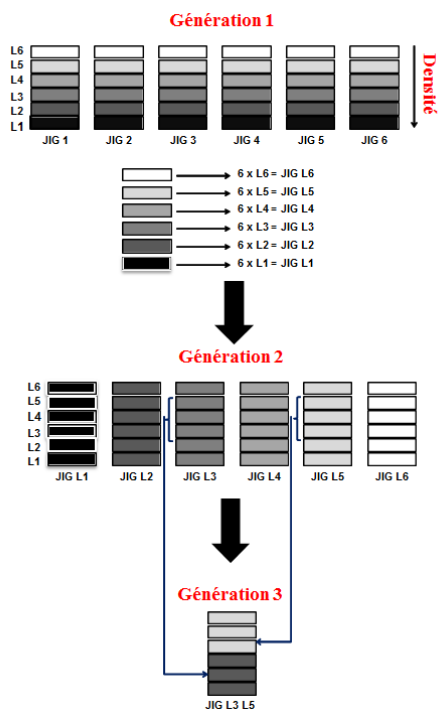 Génération 1
L6
L5
L4
L3
L2
L1
Densité
JIG 1 JIG 2 JIG 3 JIG 4 JIG 5 JIG 6
6 x L6 = JIG L6
6 x L5 = JIG L5
6 x L4 = JIG L4
6 x L3 = JIG L3
6 x L2 = JIG L2
6 x L1 = JIG L1
Génération 2
L6
L5
L4
L3
L2
L1
JIG L1 JIG L2 JIG L3 JIG L4 JIG L5 JIG L6
Génération 3
JIG L3 L5